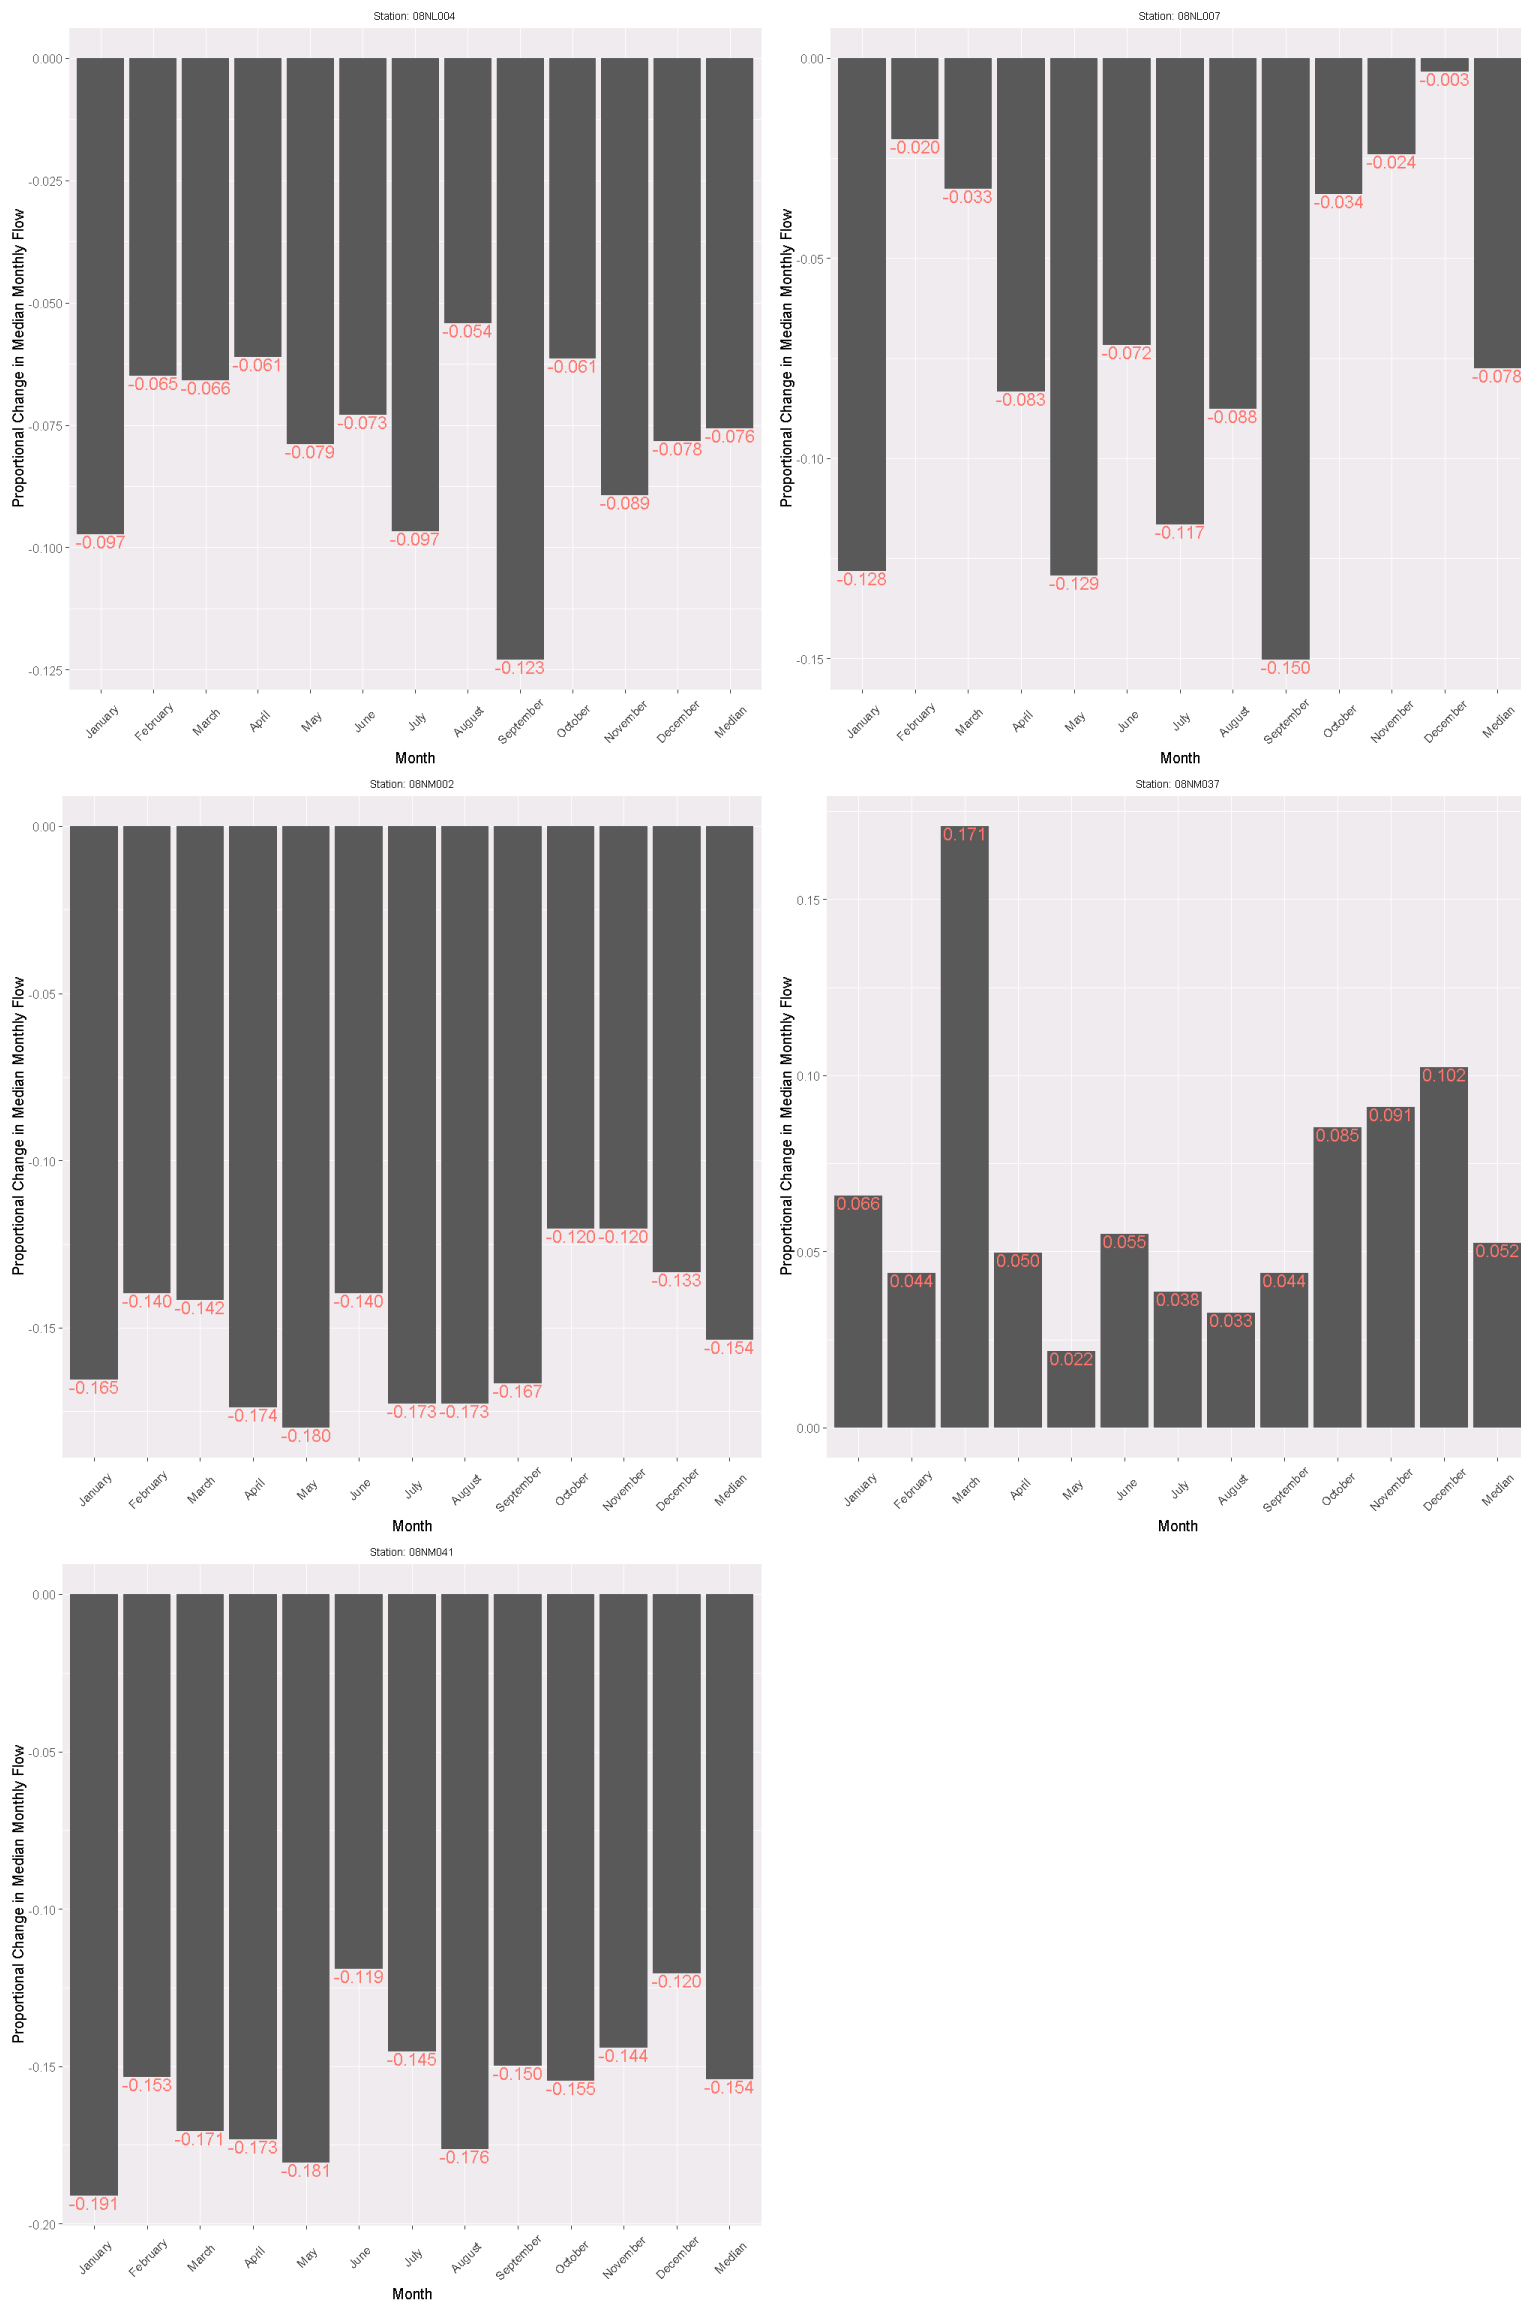 Station: 08NL004
Proportional Change in Median Monthly Flow
0.000
-0.025
-0.050
-0.075
-0.100
-0.125
-0.097
-0.065
-0.066
-0.061
-0.079
-0.073
-0.097
-0.054
-0.123
-0.061
-0.089
-0.078
-0.076
January
February
March
April
May
June
July
August
September
October
November
December
Median
Month
Station: 08NL007
Proportional Change in Median Monthly Flow
0.00
-0.05
-0.10
-0.15
-0.128
-0.020
-0.033
-0.083
-0.129
-0.072
-0.117
-0.088
-0.150
-0.034
-0.024
-0.003
-0.078
January
February
March
April
May
June
July
August
September
October
November
December
Median
Month
Station: 08NM002
Proportional Change in Median Monthly Flow
0.00
-0.05
-0.10
-0.15
-0.165
-0.140
-0.142
-0.174
-0.180
-0.140
-0.173
-0.173
-0.167
-0.120
-0.120
-0.133
-0.154
January
February
March
April
May
June
July
August
September
October
November
December
Median
Month
Station: 08NM037
Proportional Change in Median Monthly Flow
0.15
0.10
0.05
0.00
0.066
0.044
0.171
0.050
0.022
0.055
0.038
0.033
0.044
0.085
0.091
0.102
0.052
January
February
March
April
May
June
July
August
September
October
November
December
Median
Month
Station: 08NM041
Proportional Change in Median Monthly Flow
0.00
-0.05
-0.10
-0.15
-0.20
-0.191
-0.153
-0.171
-0.173
-0.181
-0.119
-0.145
-0.176
-0.150
-0.155
-0.144
-0.120
-0.154
January
February
March
April
May
June
July
August
September
October
November
December
Median
Month